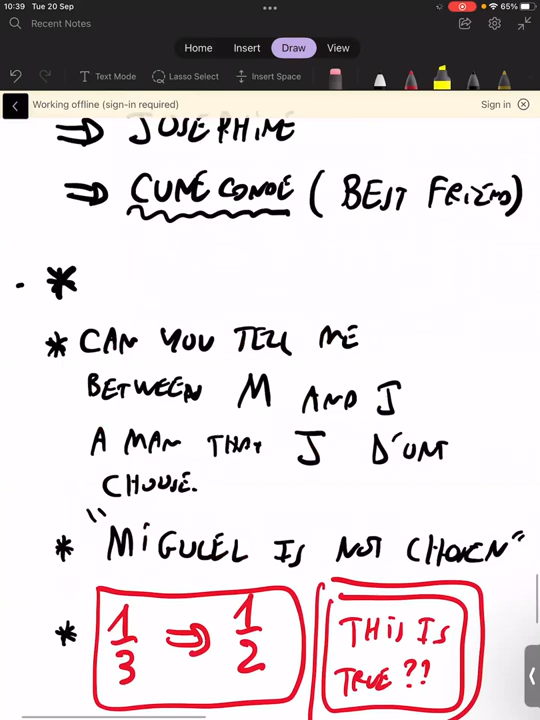 10:39 Tue 20 Sep
65%
Recent Notes
Home Insert Draw View
Text Mode Lasso Select Insert Space
Working offline (sign-in required) Sign in
⇒ JOSEPHINE
⇒ CUNEGONDE (BEST FRIEND)
*
* CAN YOU TELL ME
BETWEEN M AND J
A MAN THAT J D'ONT
CHOOSE.
* "MIGUEL IS NOT CHOSEN"
* 1/3 ⇒ 1/2 THIS IS
TRUE??